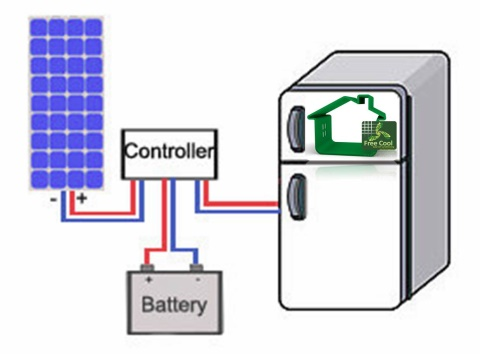 Controller
Free Cool
- +
+ -
Battery